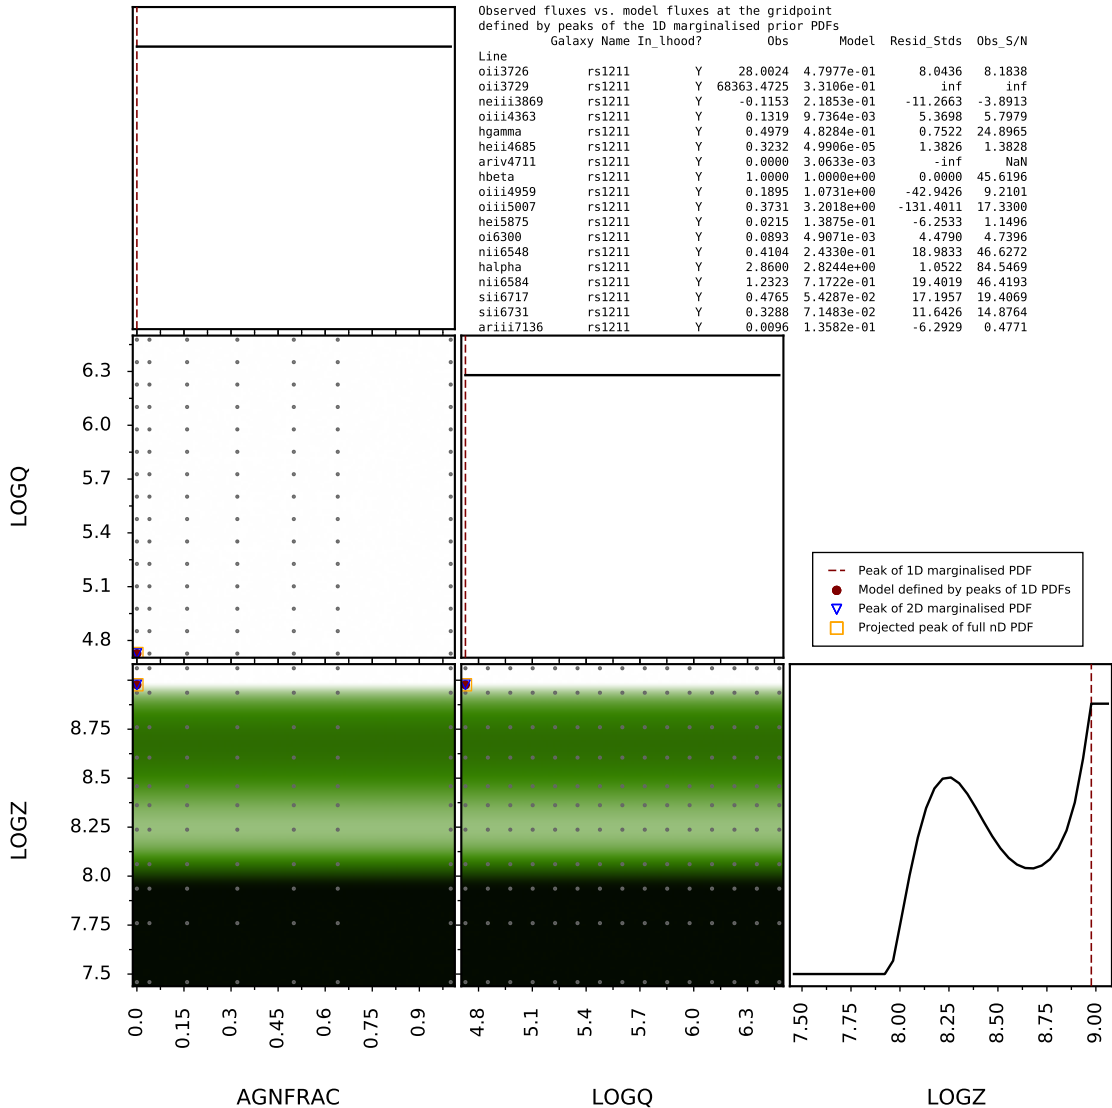 Observed fluxes vs. model fluxes at the gridpoint
defined by peaks of the 1D marginalised prior PDFs
Galaxy Name In_lhood? Obs Model Resid_Stds Obs_S/N
Line
oii3726 rs1211 Y 28.0024 4.7977e-01 8.0436 8.1838
oii3729 rs1211 Y 68363.4725 3.3106e-01 inf inf
neiii3869 rs1211 Y -0.1153 2.1853e-01 -11.2663 -3.8913
oiii4363 rs1211 Y 0.1319 9.7364e-03 5.3698 5.7979
hgamma rs1211 Y 0.4979 4.8284e-01 0.7522 24.8965
heii4685 rs1211 Y 0.3232 4.9906e-05 1.3826 1.3828
ariv4711 rs1211 Y 0.0000 3.0633e-03 -inf NaN
hbeta rs1211 Y 1.0000 1.0000e+00 0.0000 45.6196
oiii4959 rs1211 Y 0.1895 1.0731e+00 -42.9426 9.2101
oiii5007 rs1211 Y 0.3731 3.2018e+00 -131.4011 17.3300
hei5875 rs1211 Y 0.0215 1.3875e-01 -6.2533 1.1496
oi6300 rs1211 Y 0.0893 4.9071e-03 4.4790 4.7396
nii6548 rs1211 Y 0.4104 2.4330e-01 18.9833 46.6272
halpha rs1211 Y 2.8600 2.8244e+00 1.0522 84.5469
nii6584 rs1211 Y 1.2323 7.1722e-01 19.4019 46.4193
sii6717 rs1211 Y 0.4765 5.4287e-02 17.1957 19.4069
sii6731 rs1211 Y 0.3288 7.1483e-02 11.6426 14.8764
ariii7136 rs1211 Y 0.0096 1.3582e-01 -6.2929 0.4771
LOGQ
6.3
6.0
5.7
5.4
5.1
4.8
Peak of 1D marginalised PDF
Model defined by peaks of 1D PDFs
Peak of 2D marginalised PDF
Projected peak of full nD PDF
LOGZ
8.75
8.5
8.25
8.0
7.75
7.5
0.0 0.15 0.3 0.45 0.6 0.75 0.9
4.8 5.1 5.4 5.7 6.0 6.3
7.50 7.75 8.00 8.25 8.50 8.75 9.00
AGNFRAC LOGQ LOGZ